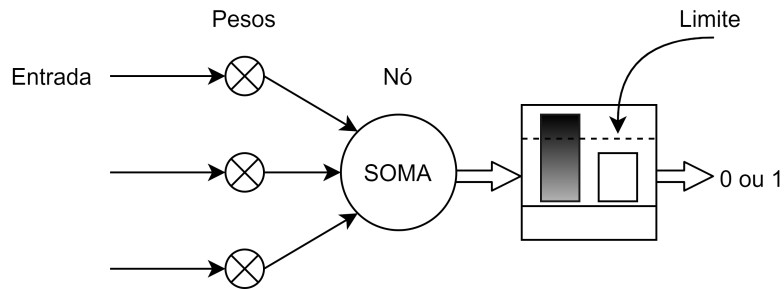 Pesos
Limite
Entrada
Nó
SOMA
0 ou 1